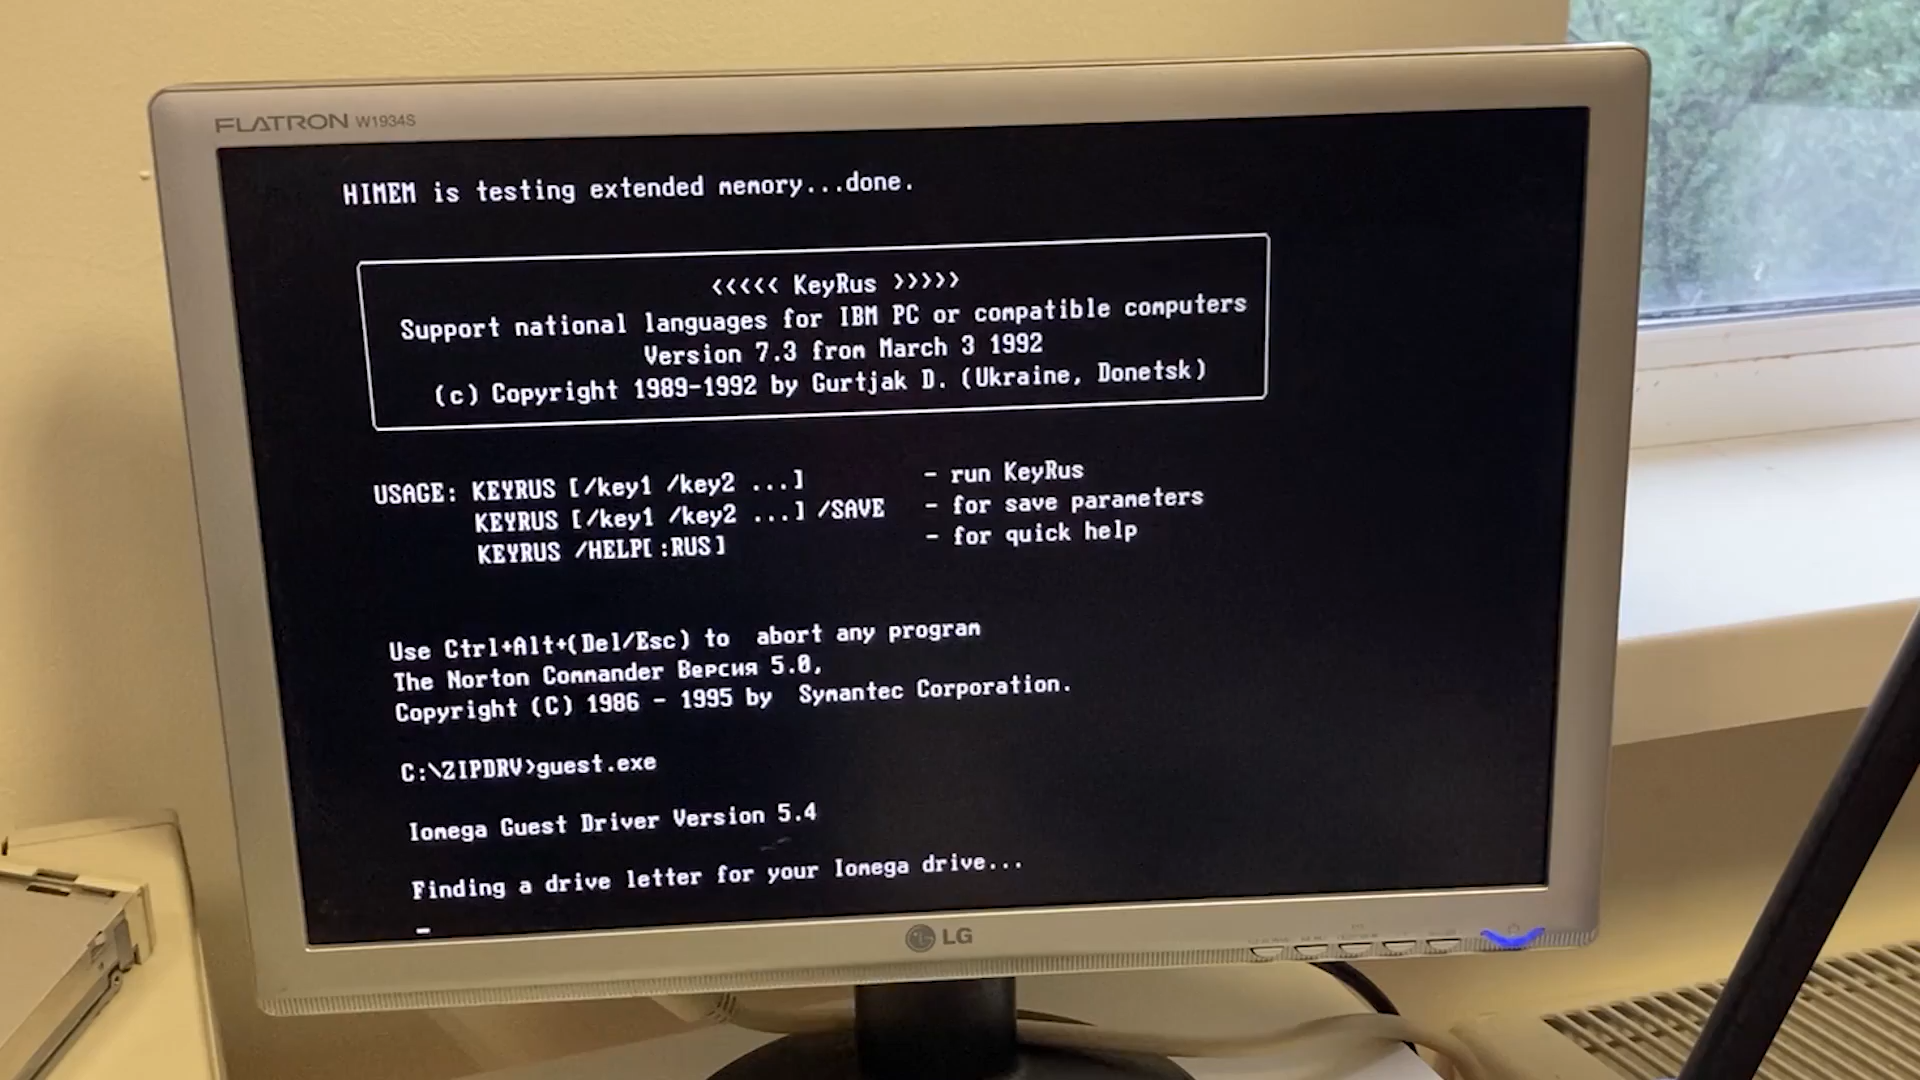 FLATRON W1934S
HIMEM is testing extended memory...done.
<<<<< KeyRus >>>>>
Support national languages for IBM PC or compatible computers
Version 7.3 from March 3 1992
(c) Copyright 1989-1992 by Gurtjak D. (Ukraine, Donetsk)
USAGE: KEYRUS [/key1 /key2 ...] - run KeyRus
KEYRUS [/key1 /key2 ...] /SAVE - for save parameters
KEYRUS /HELP[:RUS] - for quick help
Use Ctrl+Alt+(Del/Esc) to abort any program
The Norton Commander Версия 5.0,
Copyright (C) 1986 - 1995 by Symantec Corporation.
C:\ZIPDRV>guest.exe
Iomega Guest Driver Version 5.4
Finding a drive letter for your Iomega drive...
LG